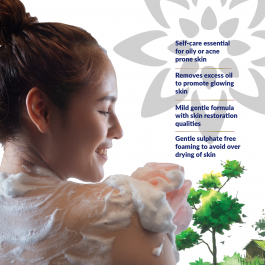 Self-care essential
for oily or acne
prone skin
Removes excess oil
to promote glowing
skin
Mild gentle formula
with skin restoration
qualities
Gentle sulphate free
foaming to avoid over
drying of skin